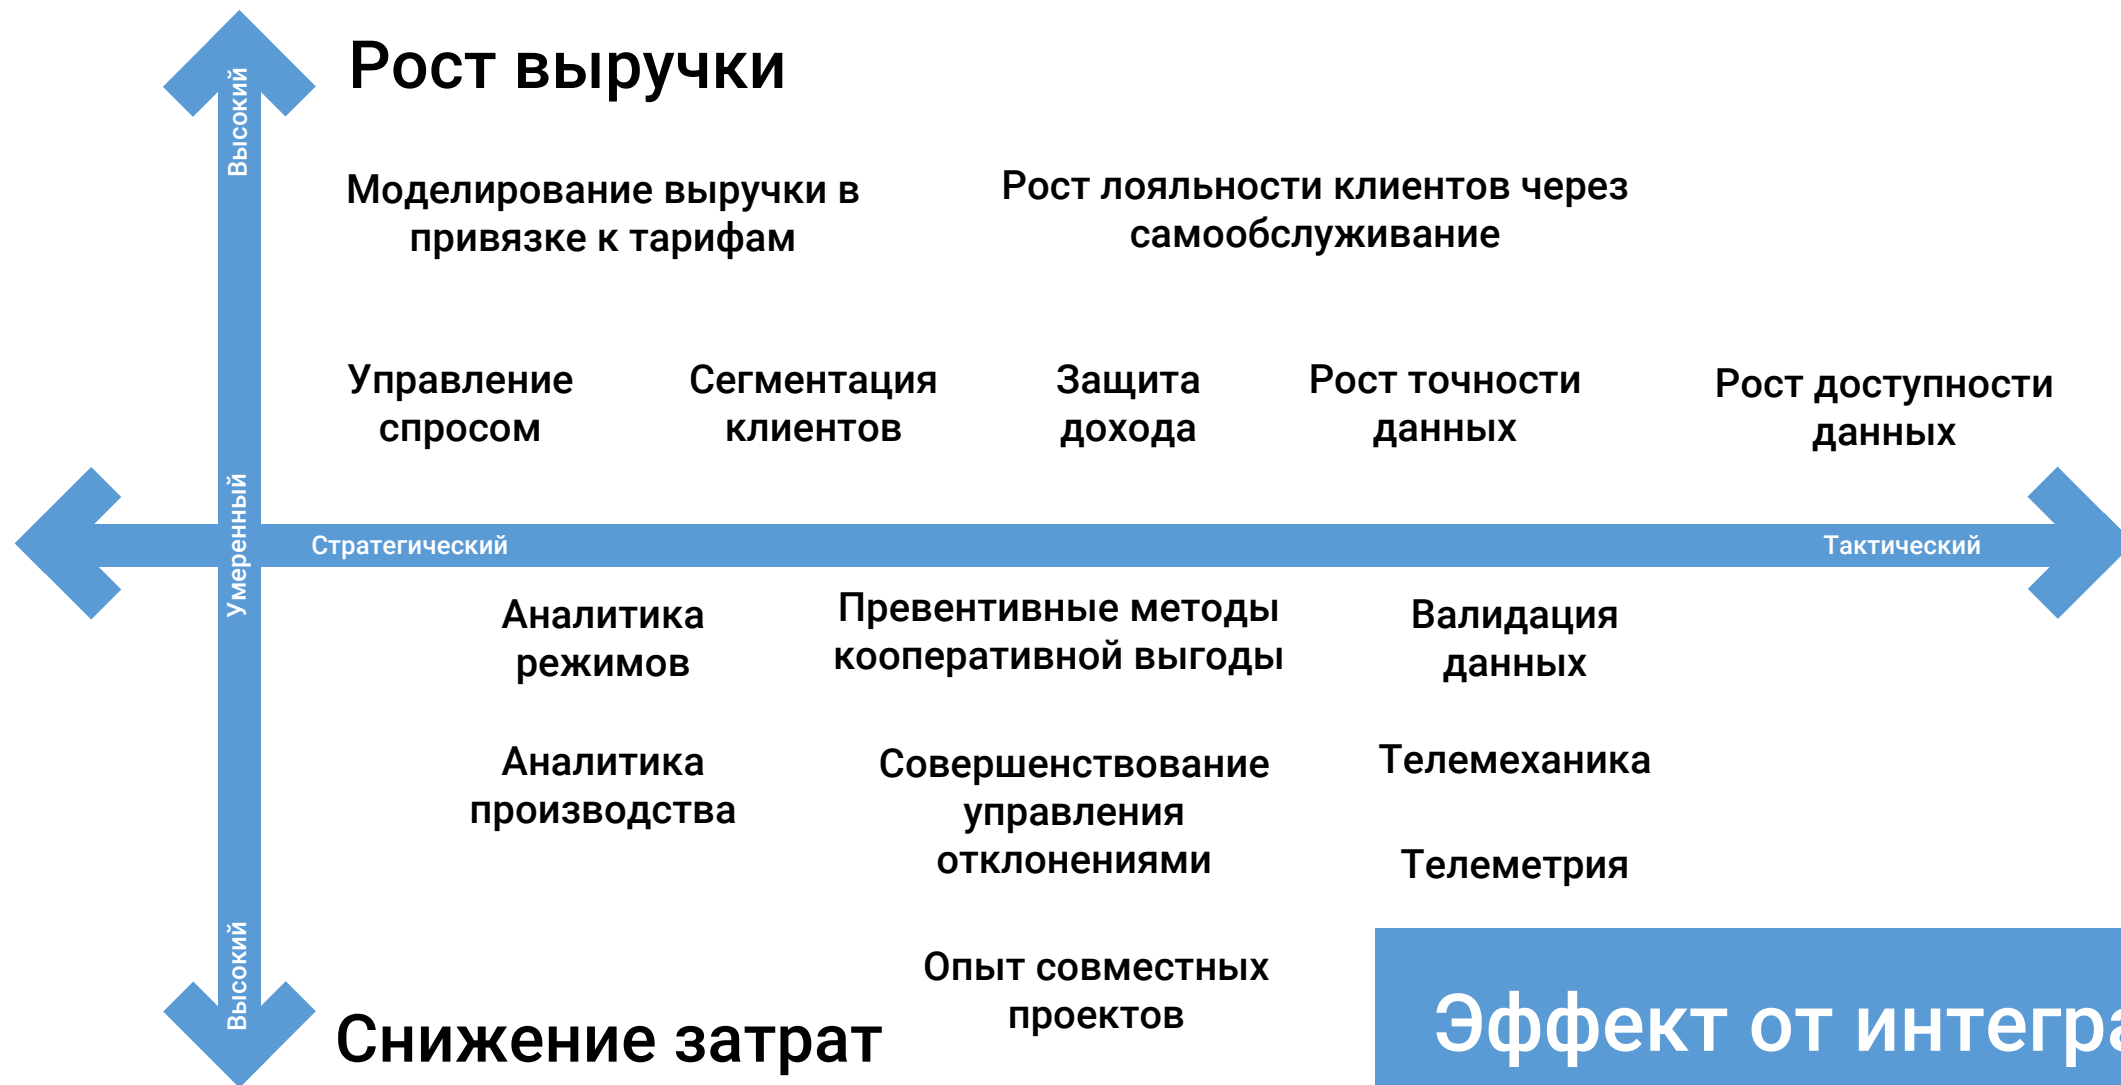 Рост выручки
Высокий
Моделирование выручки в
привязке к тарифам
Рост лояльности клиентов через
самообслуживание
Управление
спросом
Сегментация
клиентов
Защита
дохода
Рост точности
данных
Рост доступности
данных
Умеренный
Стратегический
Тактический
Аналитика
режимов
Превентивные методы
кооперативной выгоды
Валидация
данных
Аналитика
производства
Совершенствование
управления
отклонениями
Телемеханика
Телеметрия
Высокий
Снижение затрат
Опыт совместных
проектов
Эффект от